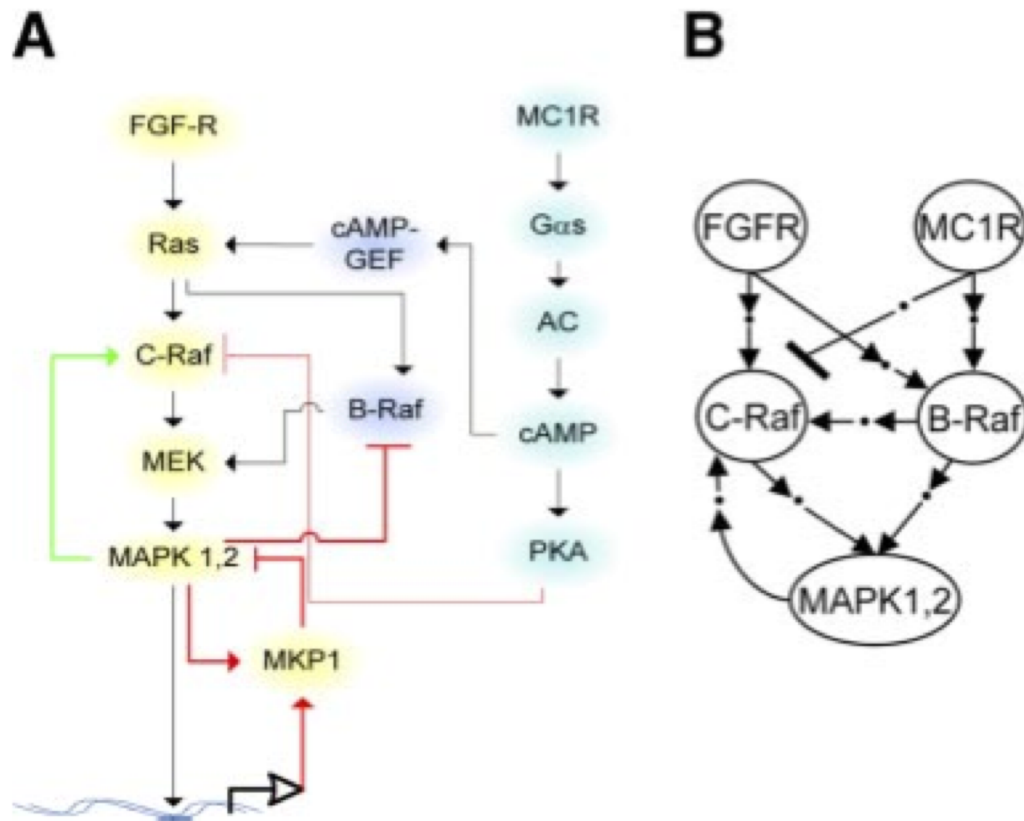 A
FGF-R
Ras
C-Raf
MEK
MAPK 1,2
MKP1
cAMP-
GEF
B-Raf
MC1R
Gαs
AC
cAMP
PKA
B
FGFR
MC1R
C-Raf
B-Raf
MAPK1,2